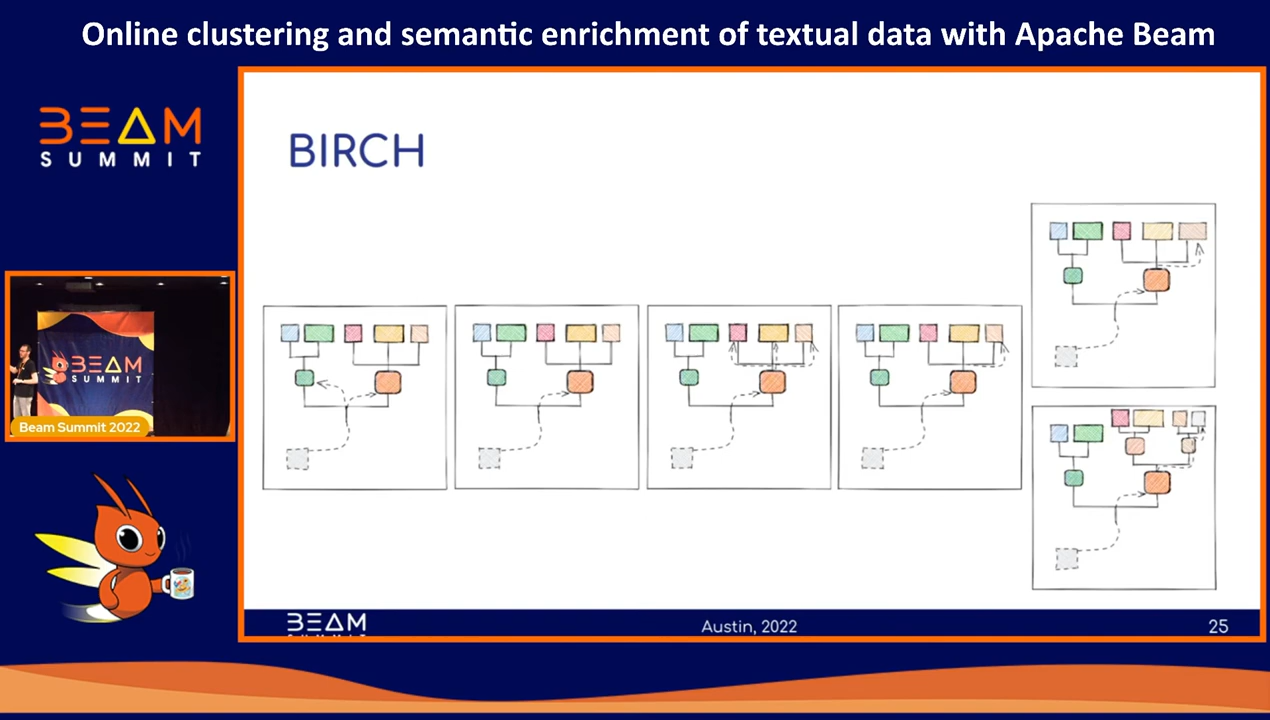 Online clustering and semantic enrichment of textual data with Apache Beam
BEAM
SUMMIT
BIRCH
BEAM
SUMMIT
Beam Summit 2022
BEAM
Austin, 2022
25